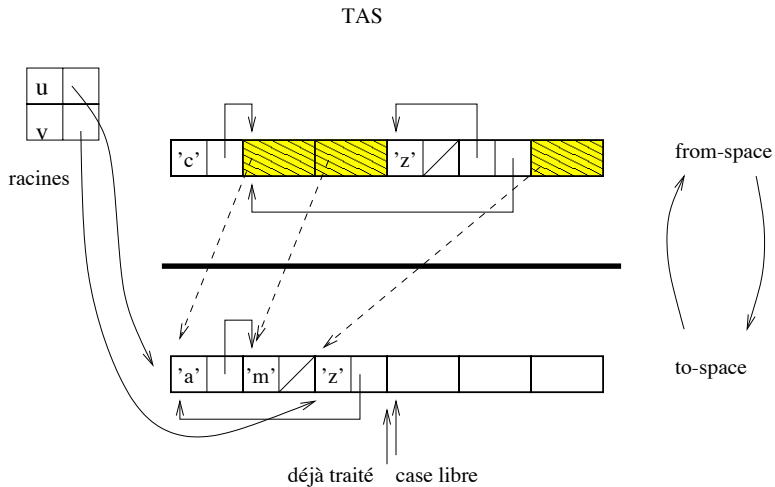 TAS
u
v
racines
'c'
'z'
from-space
'a'
'm'
'z'
to-space
déjà traité
case libre